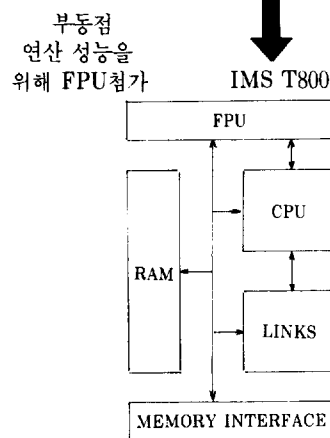 부동점
연산 성능을
위해 FPU첨가
IMS T800
FPU
CPU
RAM
LINKS
MEMORY INTERFACE